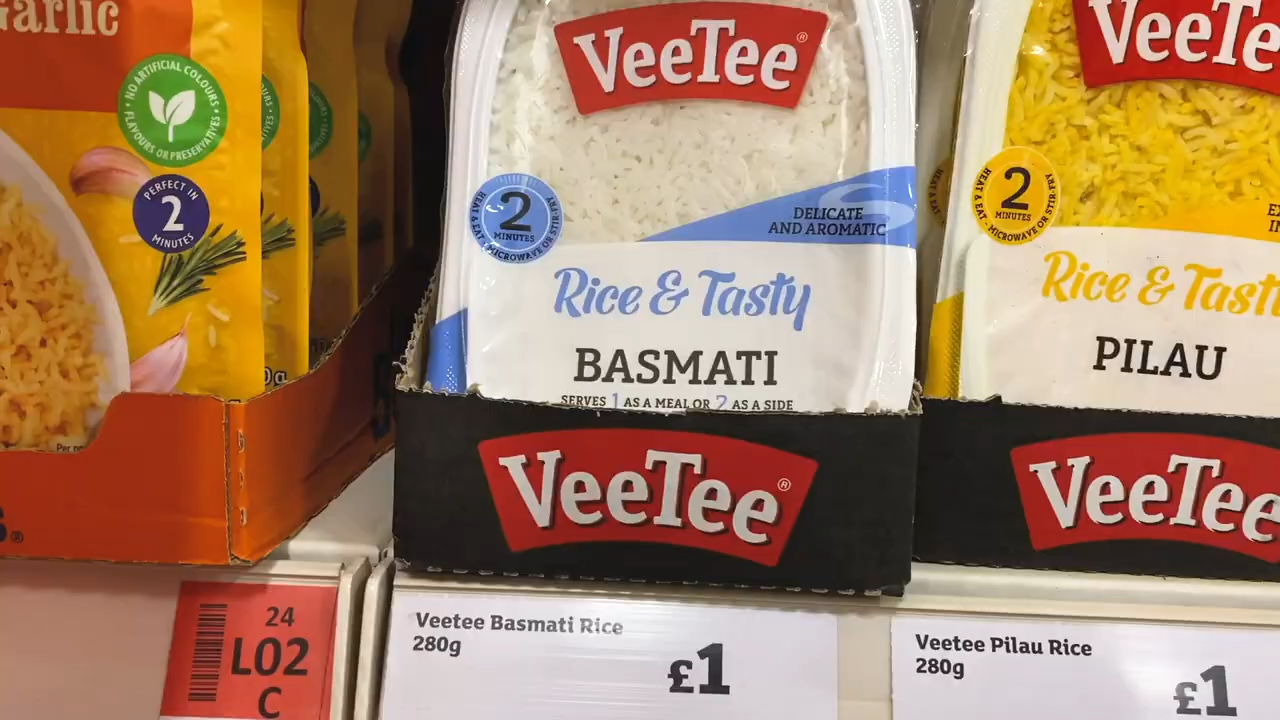 Garlic
NO ARTIFICIAL COLOURS
FLAVOURS OR PRESERVATIVES
PERFECT IN
2
MINUTES
VeeTee®
HEAT & EAT
2
MINUTES
MICROWAVE OR STIR-FRY
DELICATE
AND AROMATIC
Rice & Tasty
BASMATI
SERVES 1 AS A MEAL OR 2 AS A SIDE
VeeTee®
VeeTee
HEAT & EAT
2
MINUTES
MICROWAVE OR STIR-FRY
Rice & Tast
PILAU
VeeTee
24
L02
C
Veetee Basmati Rice
280g
£1
Veetee Pilau Rice
280g
£1